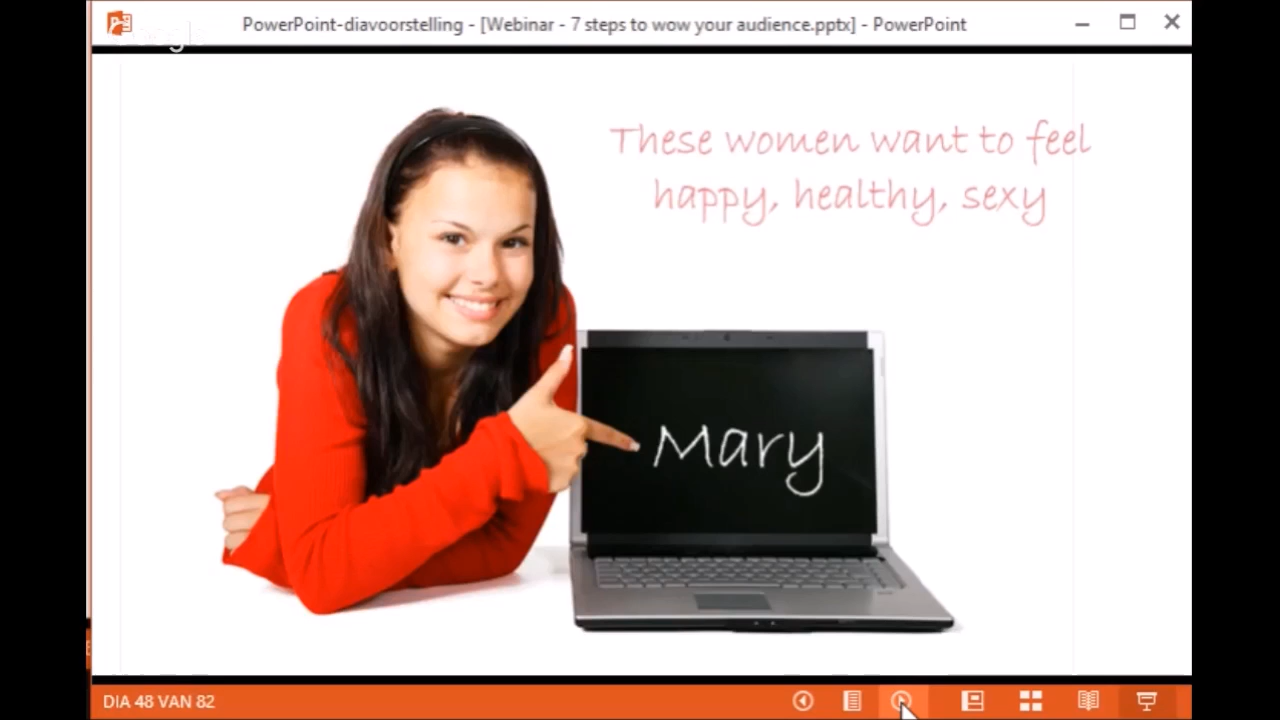 PowerPoint-diavoorstelling - [Webinar - 7 steps to wow your audience.pptx] - PowerPoint
These women want to feel
happy, healthy, sexy
Mary
DIA 48 VAN 82